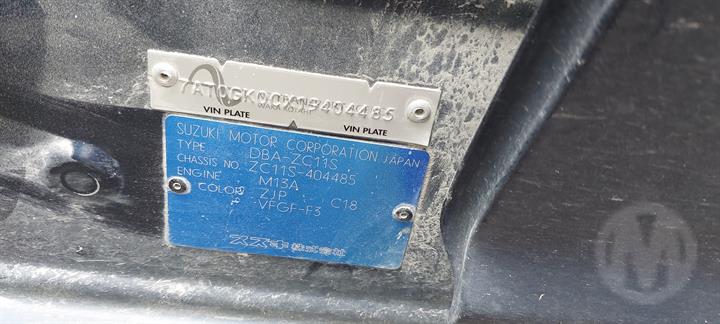 7AT0GK00XNB404485
VIN PLATE
VIN PLATE
SUZUKI MOTOR CORPORATION JAPAN
TYPE DBA-ZC11S
CHASSIS NO. ZC11S-404485
ENGINE M13A
COLOR ZJP C18
VFGF-F3
M